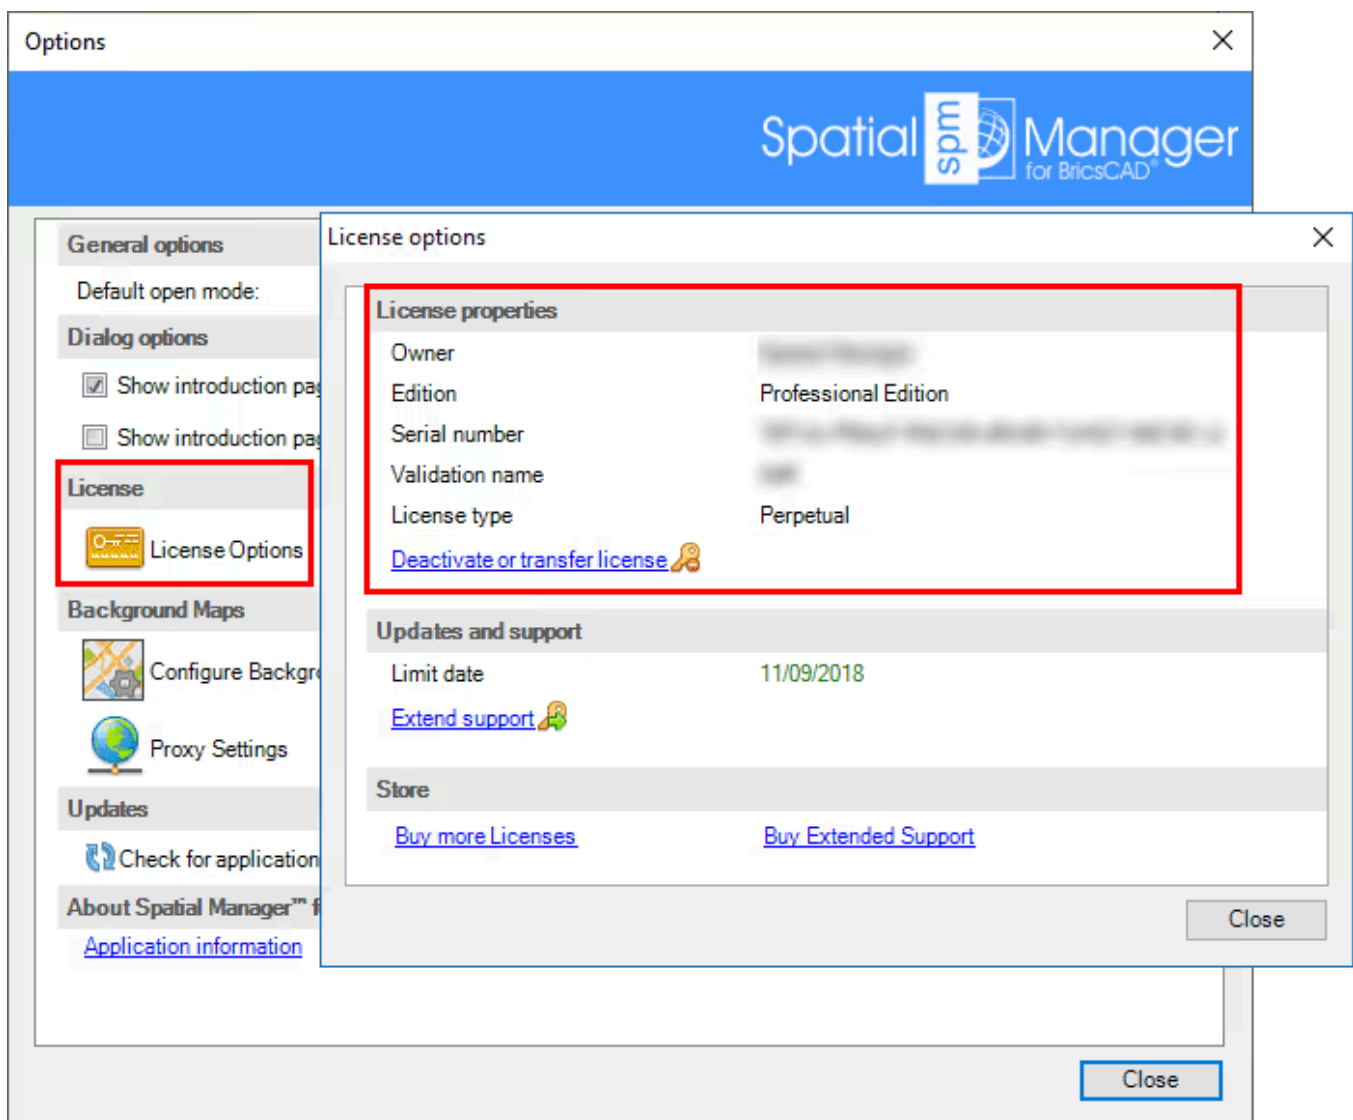 Options
Spatial spm Manager
for BricsCAD®
General options
Default open mode:
Dialog options
Show introduction
Show introduction
License
License Options
Background Maps
Configure
Proxy Settings
Updates
Check for application
About Spatial Manager™
Application information
License options
License properties
Owner
Edition Professional Edition
Serial number
Validation name
License type Perpetual
Deactivate or transfer license
Updates and support
Limit date 11/09/2018
Extend support
Store
Buy more Licenses Buy Extended Support
Close
Close